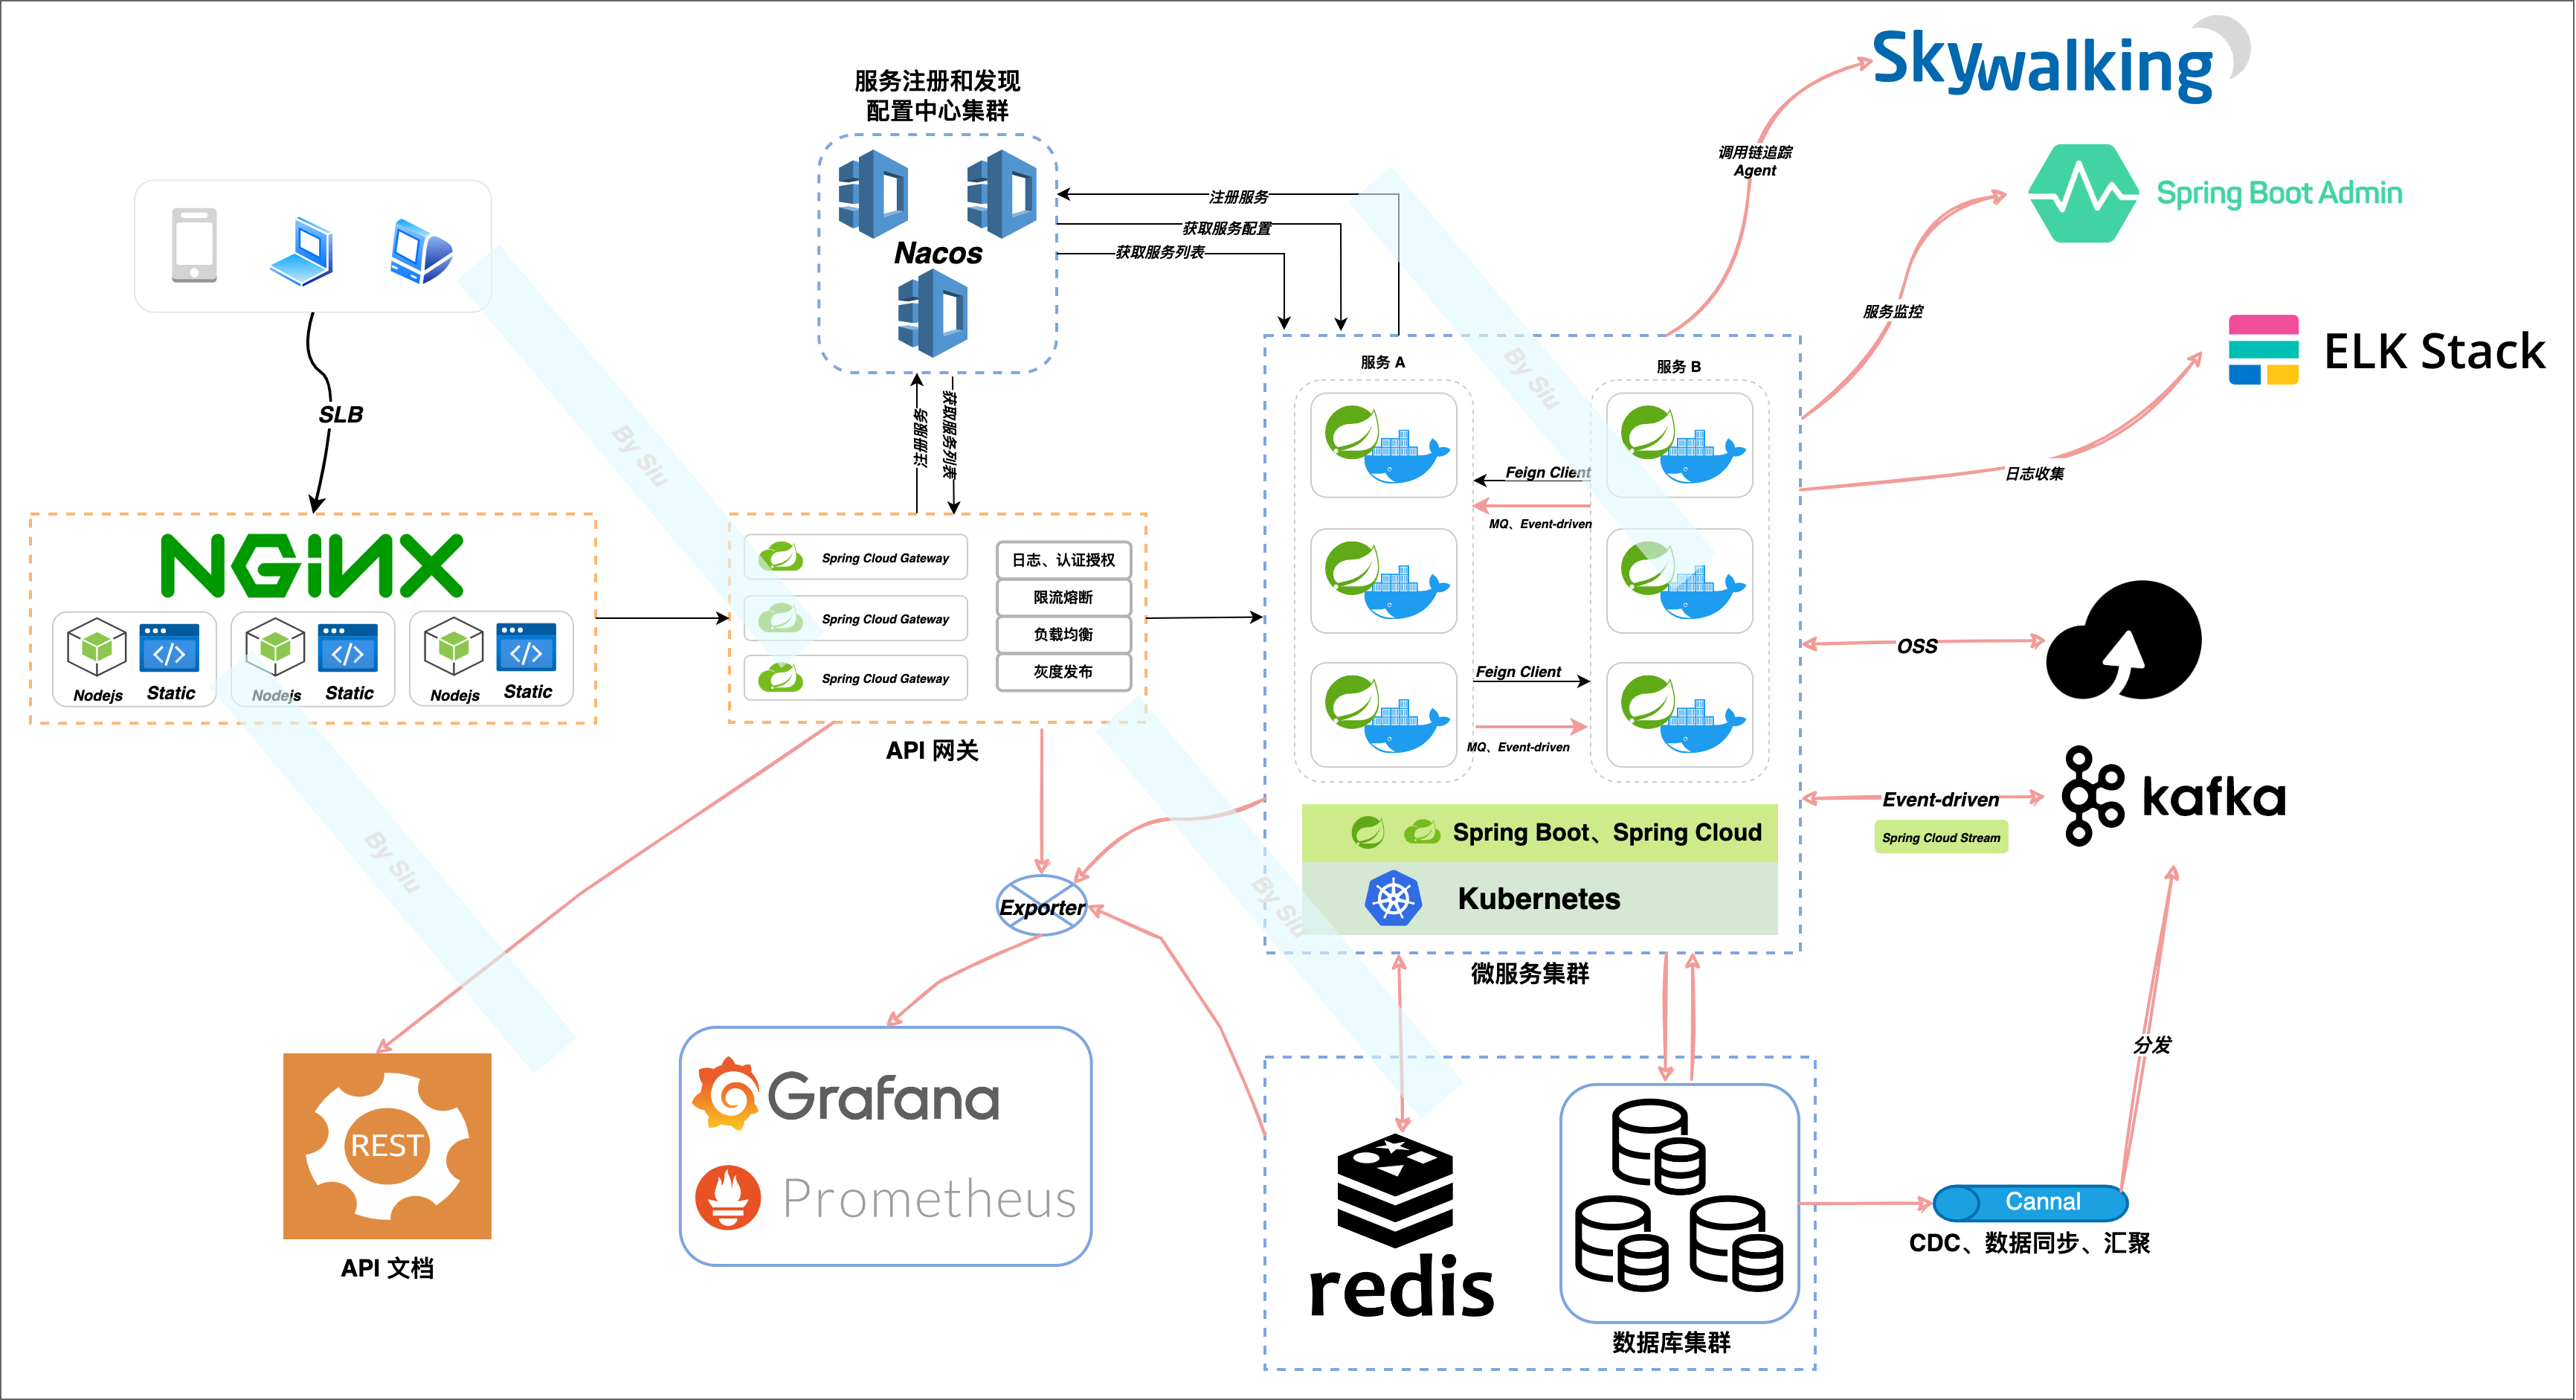 Skywalking
服务注册和发现
配置中心集群
调用链追踪
Agent
Spring Boot Admin
注册服务
获取服务配置
获取服务列表
Nacos
服务监控
ELK Stack
服务 A
服务 B
SLB
注册服务
获取服务列表
By Siu
By Siu
日志收集
Feign Client
MQ、Event-driven
NGINX
Nodejs
Static
Nodejs
Static
Nodejs
Static
Spring Cloud Gateway
Spring Cloud Gateway
Spring Cloud Gateway
日志、认证授权
限流熔断
负载均衡
灰度发布
API 网关
Feign Client
MQ、Event-driven
OSS
Event-driven
Spring Cloud Stream
kafka
Spring Boot、Spring Cloud
Kubernetes
微服务集群
By Siu
By Siu
Exporter
分发
REST
API 文档
Grafana
Prometheus
redis
数据库集群
Cannal
CDC、数据同步、汇聚